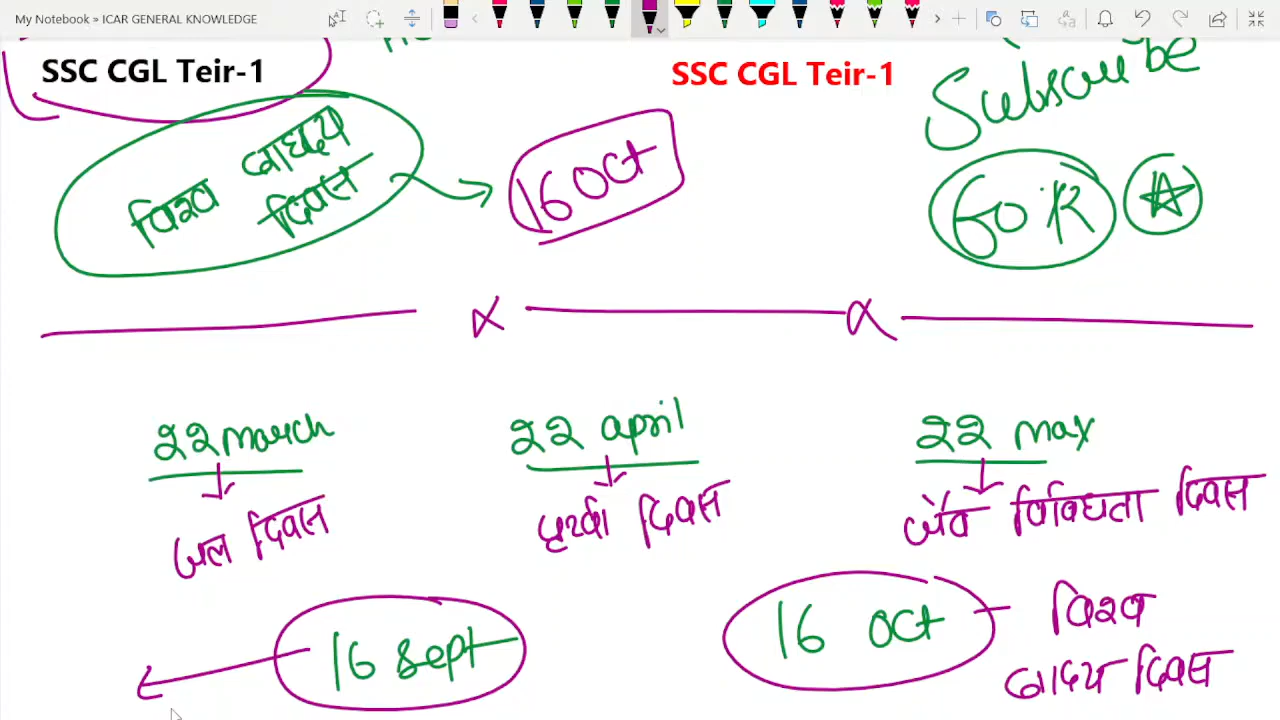 My Notebook » ICAR GENERAL KNOWLEDGE
SSC CGL Teir-1
SSC CGL Teir-1
Subscribe
विश्व खाद्य दिवस
16 Oct
60 K
22 march
22 april
22 may
जल दिवस
पृथ्वी दिवस
जैव विविधता दिवस
16 Sept
16 Oct
विश्व
खाद्य दिवस